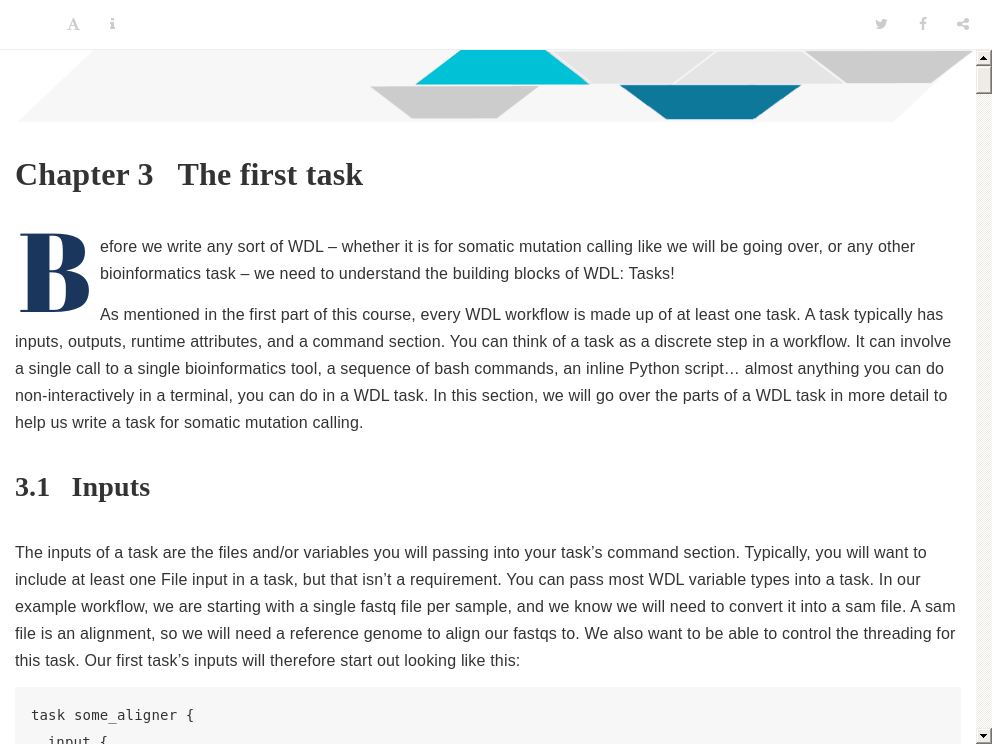 Chapter 3 The first task
Before we write any sort of WDL – whether it is for somatic mutation calling like we will be going over, or any other
bioinformatics task – we need to understand the building blocks of WDL: Tasks!
As mentioned in the first part of this course, every WDL workflow is made up of at least one task. A task typically has
inputs, outputs, runtime attributes, and a command section. You can think of a task as a discrete step in a workflow. It can involve
a single call to a single bioinformatics tool, a sequence of bash commands, an inline Python script… almost anything you can do
non-interactively in a terminal, you can do in a WDL task. In this section, we will go over the parts of a WDL task in more detail to
help us write a task for somatic mutation calling.
3.1 Inputs
The inputs of a task are the files and/or variables you will passing into your task’s command section. Typically, you will want to
include at least one File input in a task, but that isn’t a requirement. You can pass most WDL variable types into a task. In our
example workflow, we are starting with a single fastq file per sample, and we know we will need to convert it into a sam file. A sam
file is an alignment, so we will need a reference genome to align our fastqs to. We also want to be able to control the threading for
this task. Our first task’s inputs will therefore start out looking like this:
task some_aligner {
input {